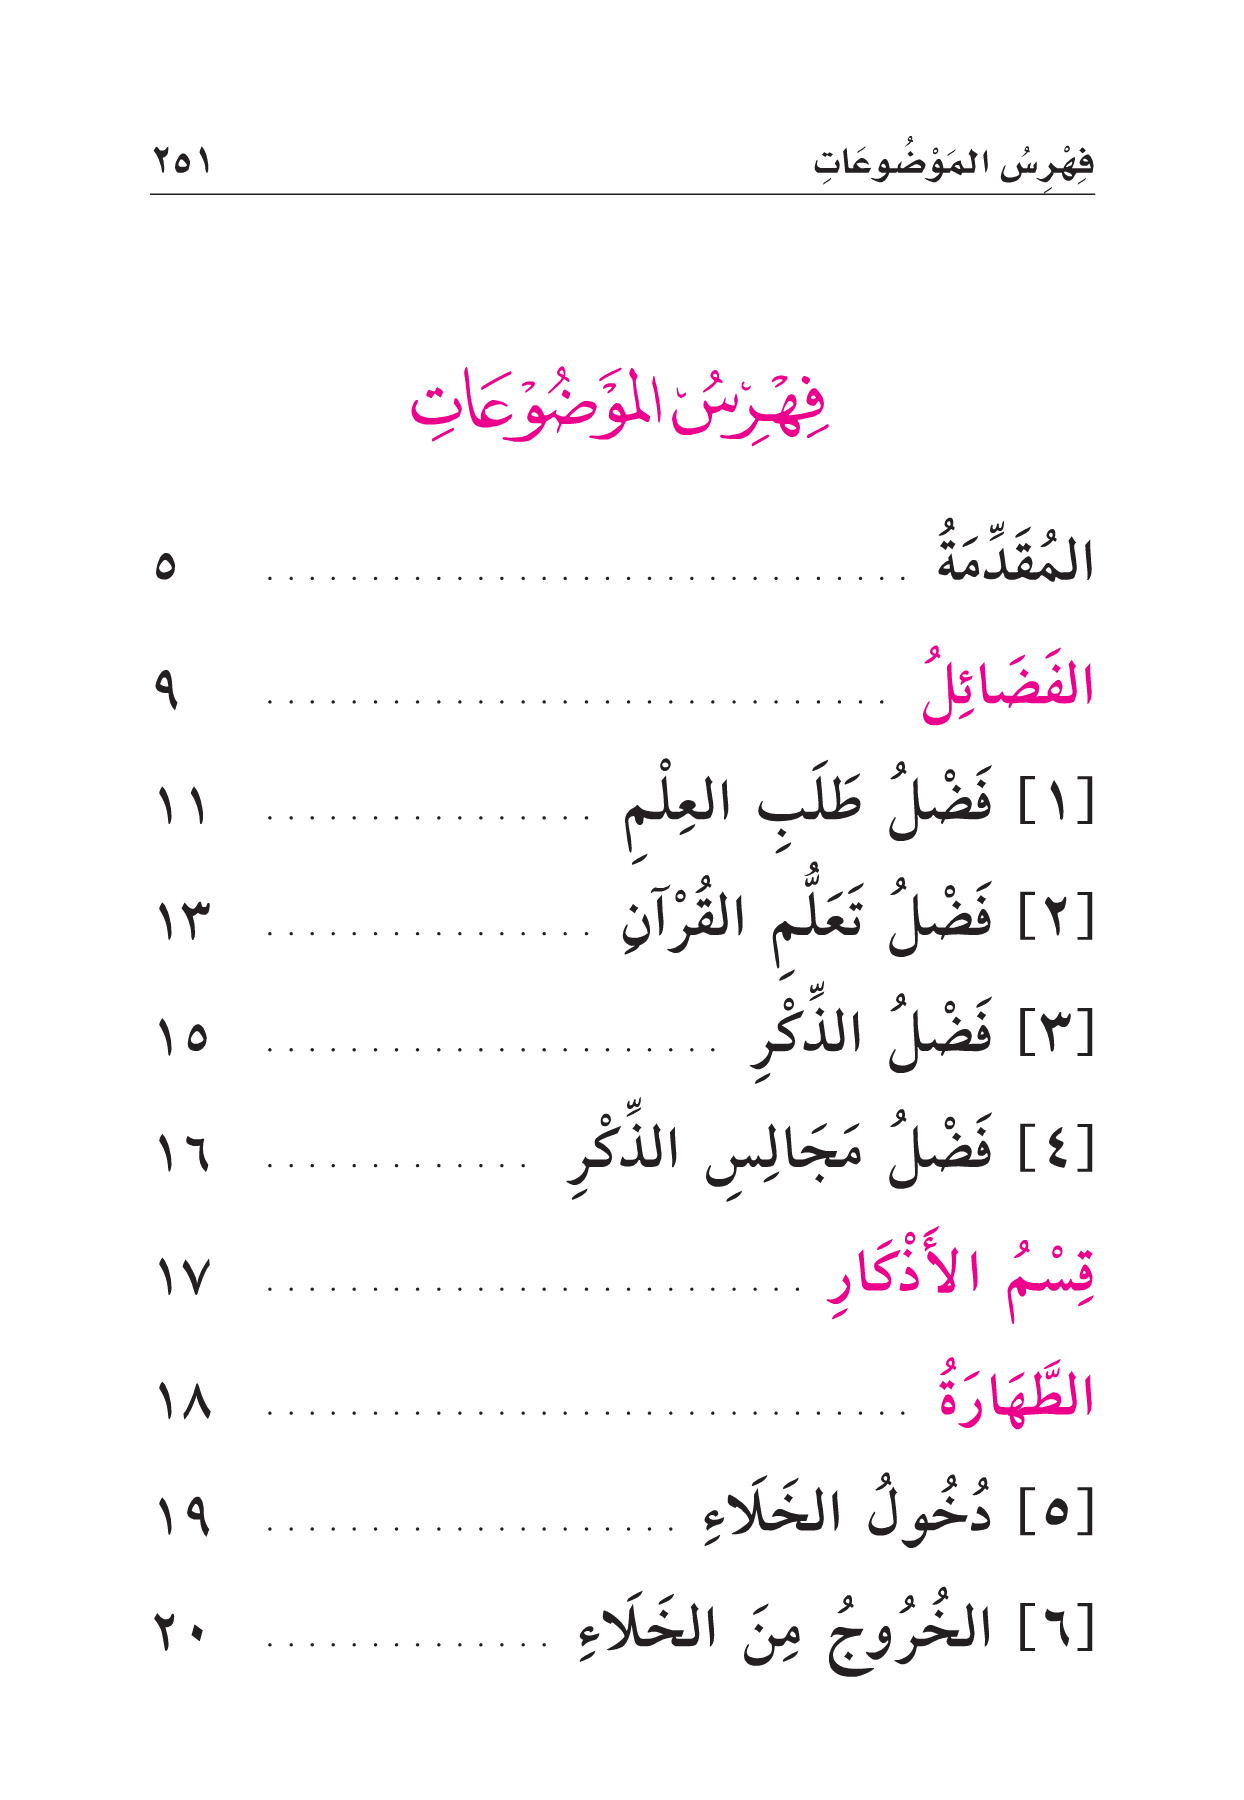 فِهْرِسُ المَوْضُوعَاتِ ٢٥١
فِهْرِسُ المَوْضُوْعَاتِ
المُقَدِّمَةُ . . . . . . . . . . . . . . . . . . . . . . . . . . . . . . . ٥
الفَضَائِلُ . . . . . . . . . . . . . . . . . . . . . . . . . . . . . . ٩
[١] فَضْلُ طَلَبِ العِلْمِ . . . . . . . . . . . . . . . . ١١
[٢] فَضْلُ تَعَلُّمِ القُرْآنِ . . . . . . . . . . . . . . . . ١٣
[٣] فَضْلُ الذِّكْرِ . . . . . . . . . . . . . . . . . . . . . . ١٥
[٤] فَضْلُ مَجَالِسِ الذِّكْرِ . . . . . . . . . . . . . ١٦
قِسْمُ الأَذْكَارِ . . . . . . . . . . . . . . . . . . . . . . . . . . ١٧
الطَّهَارَةُ . . . . . . . . . . . . . . . . . . . . . . . . . . . . . . . ١٨
[٥] دُخُولُ الخَلَاءِ . . . . . . . . . . . . . . . . . . . . ١٩
[٦] الخُرُوجُ مِنَ الخَلَاءِ . . . . . . . . . . . . . . ٢٠